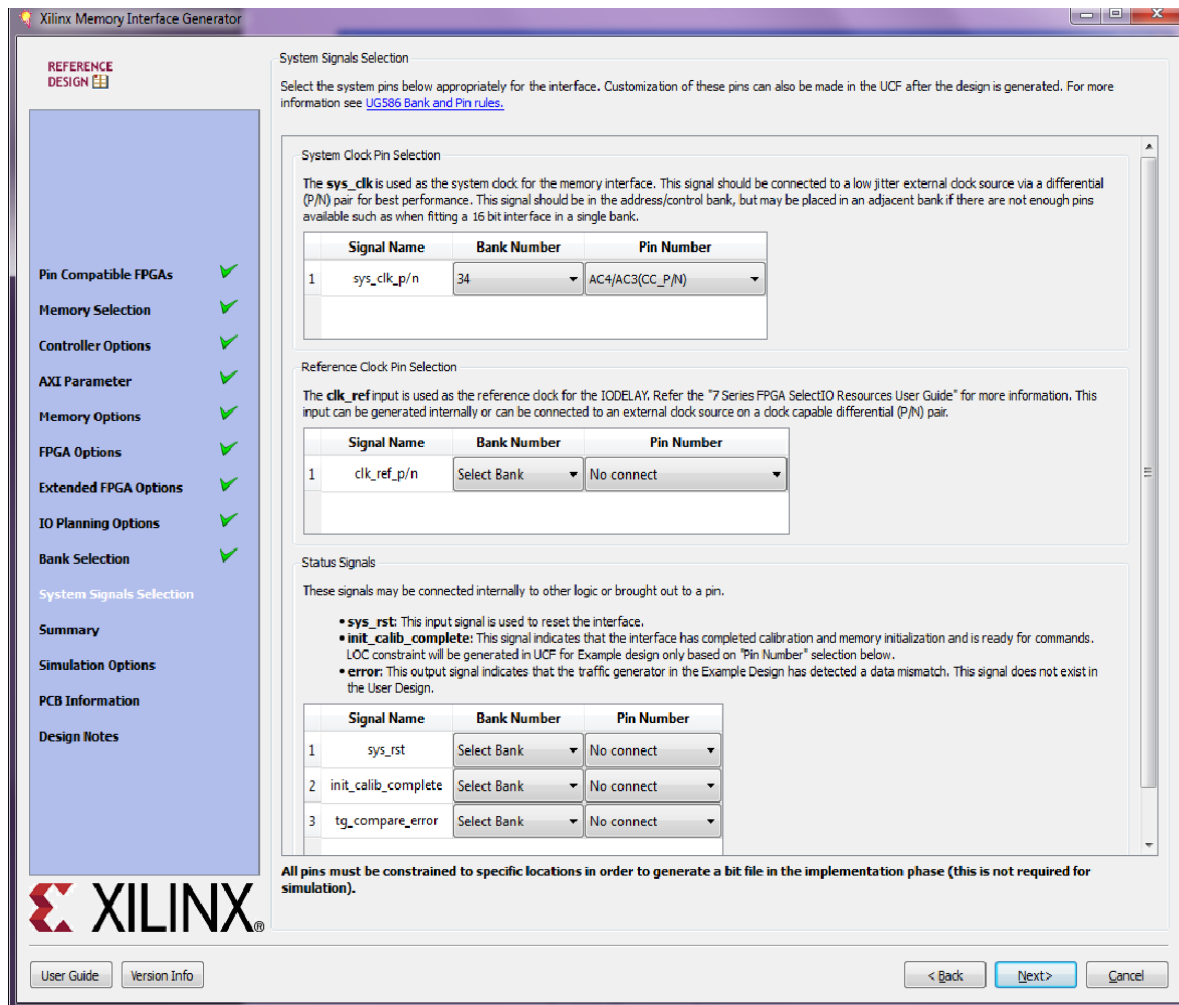 Xilinx Memory Interface Generator
REFERENCE
DESIGN
Pin Compatible FPGAs
Memory Selection
Controller Options
AXI Parameter
Memory Options
FPGA Options
Extended FPGA Options
IO Planning Options
Bank Selection
System Signals Selection
Summary
Simulation Options
PCB Information
Design Notes
XILINX®
System Signals Selection
Select the system pins below appropriately for the interface. Customization of these pins can also be made in the UCF after the design is generated. For more
information see UG586 Bank and Pin rules.
System Clock Pin Selection
The sys_clk is used as the system clock for the memory interface. This signal should be connected to a low jitter external clock source via a differential
(P/N) pair for best performance. This signal should be in the address/control bank, but may be placed in an adjacent bank if there are not enough pins
available such as when fitting a 16 bit interface in a single bank.
Signal Name Bank Number Pin Number
1 sys_clk_p/n 34 AC4/AC3(CC_P/N)
Reference Clock Pin Selection
The clk_ref input is used as the reference clock for the IODELAY. Refer the "7 Series FPGA SelectIO Resources User Guide" for more information. This
input can be generated internally or can be connected to an external clock source on a clock capable differential (P/N) pair.
Signal Name Bank Number Pin Number
1 clk_ref_p/n Select Bank No connect
Status Signals
These signals may be connected internally to other logic or brought out to a pin.
• sys_rst: This input signal is used to reset the interface.
• init_calib_complete: This signal indicates that the interface has completed calibration and memory initialization and is ready for commands.
LOC constraint will be generated in UCF for Example design only based on "Pin Number" selection below.
• error: This output signal indicates that the traffic generator in the Example Design has detected a data mismatch. This signal does not exist in
the User Design.
Signal Name Bank Number Pin Number
1 sys_rst Select Bank No connect
2 init_calib_complete Select Bank No connect
3 tg_compare_error Select Bank No connect
All pins must be constrained to specific locations in order to generate a bit file in the implementation phase (this is not required for
simulation).
User Guide Version Info < Back Next> Cancel